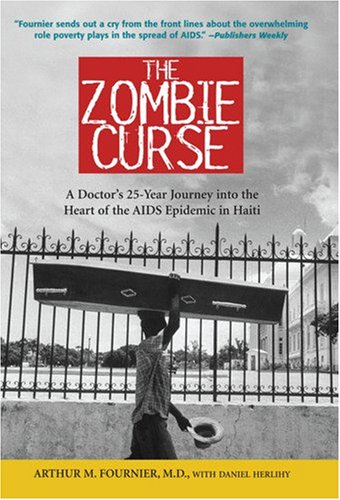 "Fournier sends out a cry from the front lines about the overwhelming
role poverty plays in the spread of AIDS." –Publishers Weekly
THE
ZOMBIE
CURSE
A Doctor's 25-Year Journey into the
Heart of the AIDS Epidemic in Haiti
ARTHUR M. FOURNIER, M.D., WITH DANIEL HERLIHY